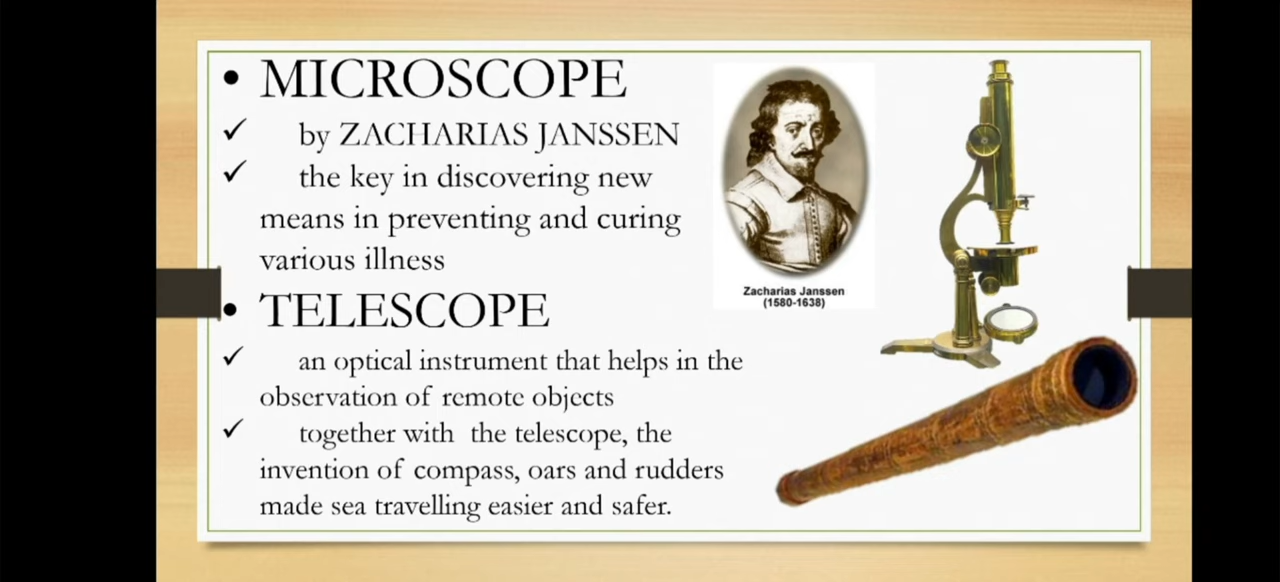 • MICROSCOPE
✓ by ZACHARIAS JANSSEN
✓ the key in discovering new
means in preventing and curing
various illness
• TELESCOPE
✓ an optical instrument that helps in the
observation of remote objects
✓ together with the telescope, the
invention of compass, oars and rudders
made sea travelling easier and safer.
Zacharias Janssen
(1580-1638)